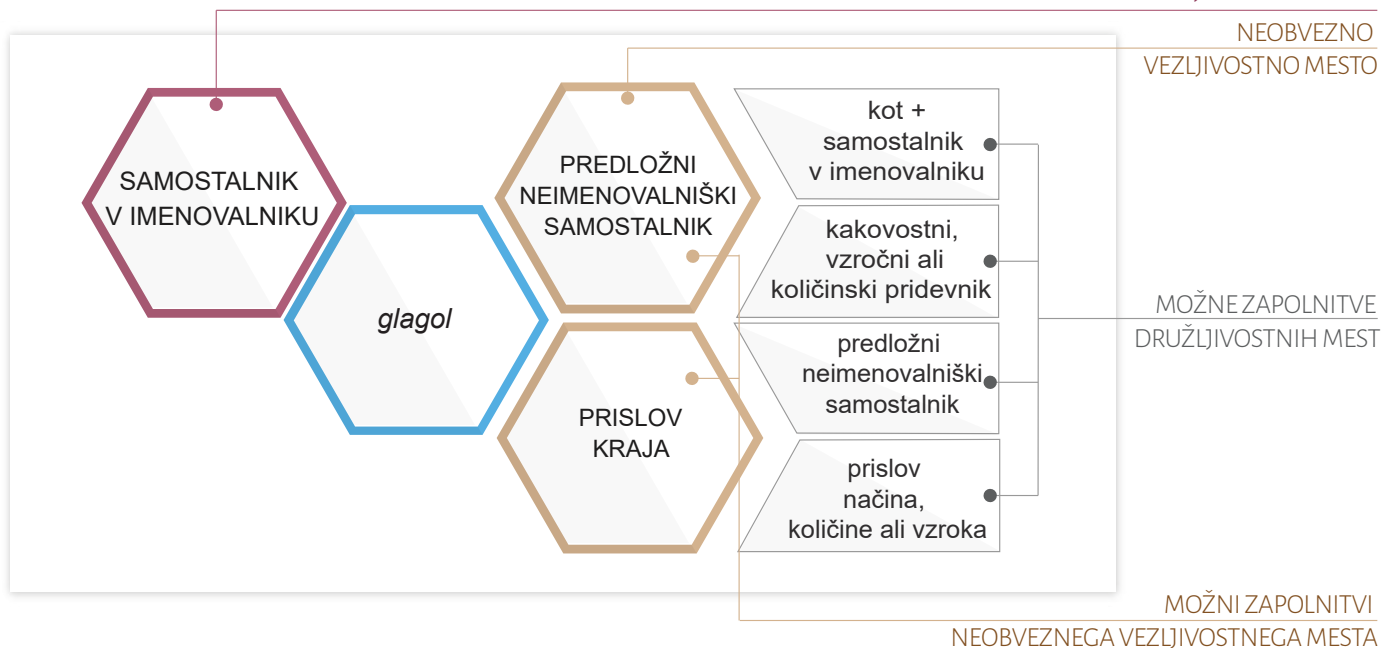 NEOBVEZNO
VEZLJIVOSTNO MESTO
SAMOSTALNIK
V IMENOVALNIKU
glagol
PREDLOŽNI
NEIMENOVALNIŠKI
SAMOSTALNIK
PRISLOV
KRAJA
kot +
samostalnik
v imenovalniku
kakovostni,
vzročni ali
količinski pridevnik
predložni
neimenovalniški
samostalnik
prislov
načina,
količine ali vzroka
MOŽNE ZAPOLNITVE
DRUŽLJIVOSTNIH MEST
MOŽNI ZAPOLNITVI
NEOBVEZNEGA VEZLJIVOSTNEGA MESTA